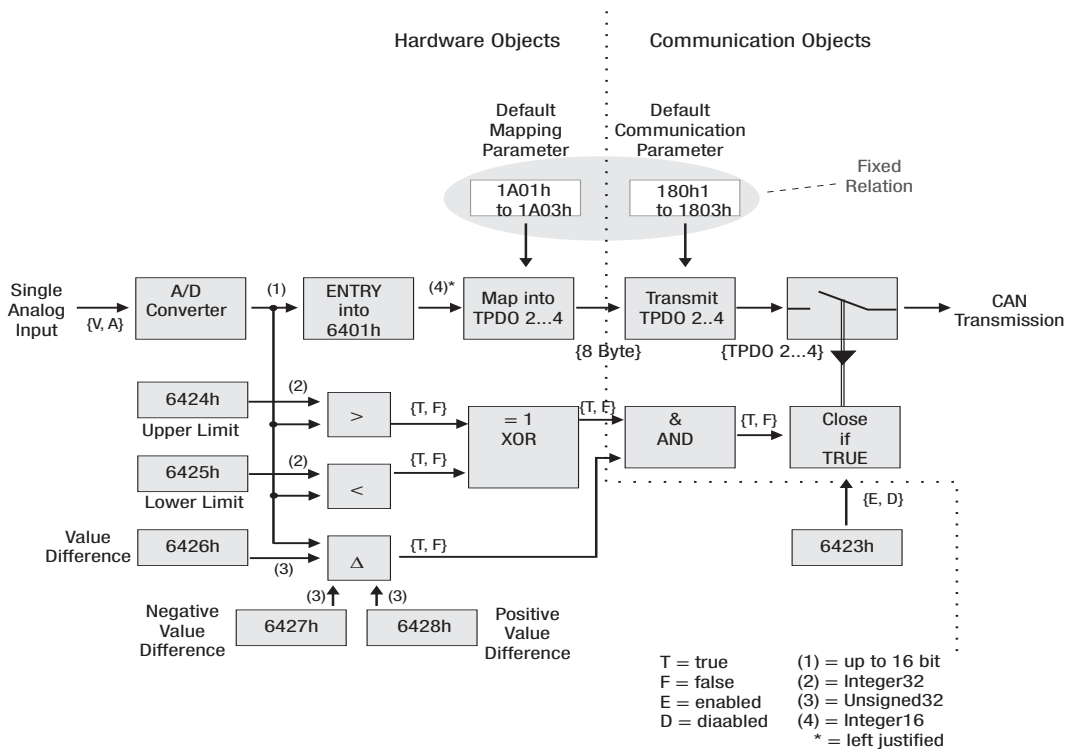 Hardware Objects
Communication Objects
Default
Mapping
Parameter
Default
Communication
Parameter
Fixed
Relation
1A01h
to 1A03h
180h1
to 1803h
Single
Analog
Input
{V, A}
A/D
Converter
(1)
ENTRY
into
6401h
(4)*
Map into
TPDO 2...4
{8 Byte}
Transmit
TPDO 2..4
{TPDO 2...4}
CAN
Transmission
6424h
Upper Limit
(2)
>
{T, F}
= 1
XOR
{T, F}
&
AND
{T, F}
Close
if
TRUE
6425h
Lower Limit
(2)
<
{T, F}
{E, D}
6423h
Value
Difference
6426h
(3)
Δ
{T, F}
Negative
Value
Difference
6427h
(3)
(3)
6428h
Positive
Value
Difference
T = true
F = false
E = enabled
D = diaabled
(1) = up to 16 bit
(2) = Integer32
(3) = Unsigned32
(4) = Integer16
* = left justified